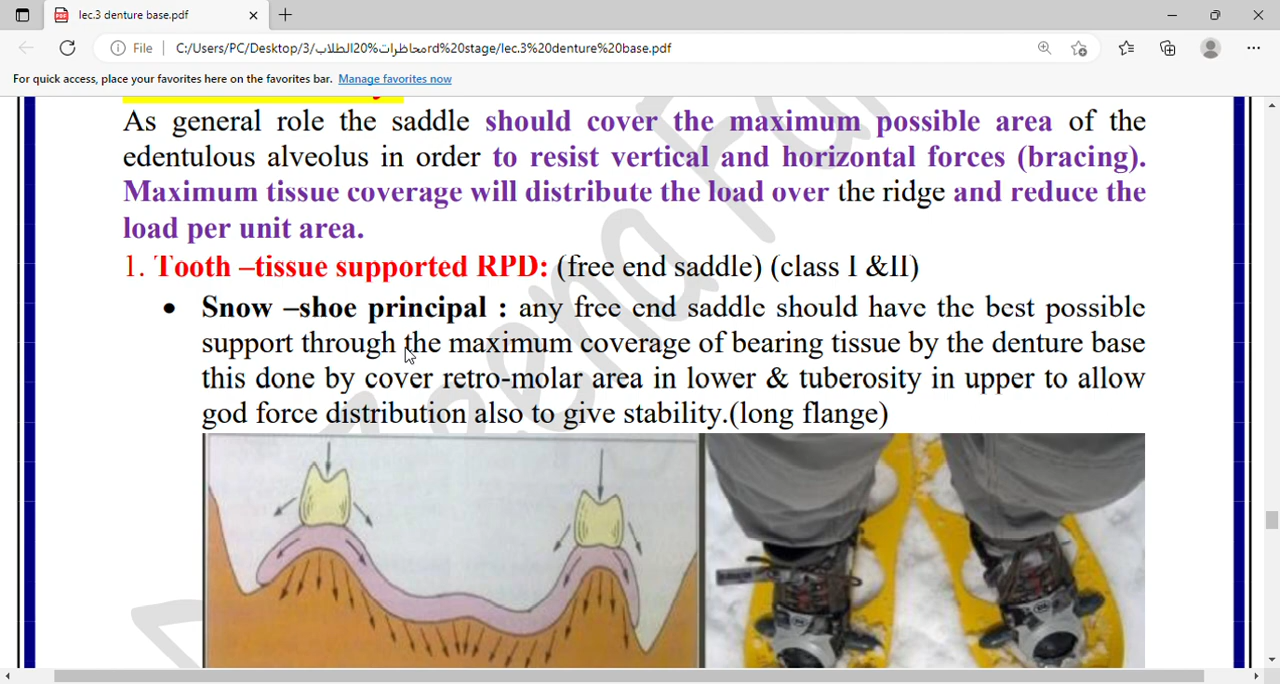 lec.3 denture base.pdf
File
C:/Users/PC/Desktop/3/محاظرات%20الطلابrd%20stage/lec.3%20denture%20base.pdf
For quick access, place your favorites here on the favorites bar. Manage favorites now
As general role the saddle should cover the maximum possible area of the
edentulous alveolus in order to resist vertical and horizontal forces (bracing).
Maximum tissue coverage will distribute the load over the ridge and reduce the
load per unit area.
1. Tooth –tissue supported RPD: (free end saddle) (class I &II)
• Snow –shoe principal : any free end saddle should have the best possible
support through the maximum coverage of bearing tissue by the denture base
this done by cover retro-molar area in lower & tuberosity in upper to allow
god force distribution also to give stability.(long flange)